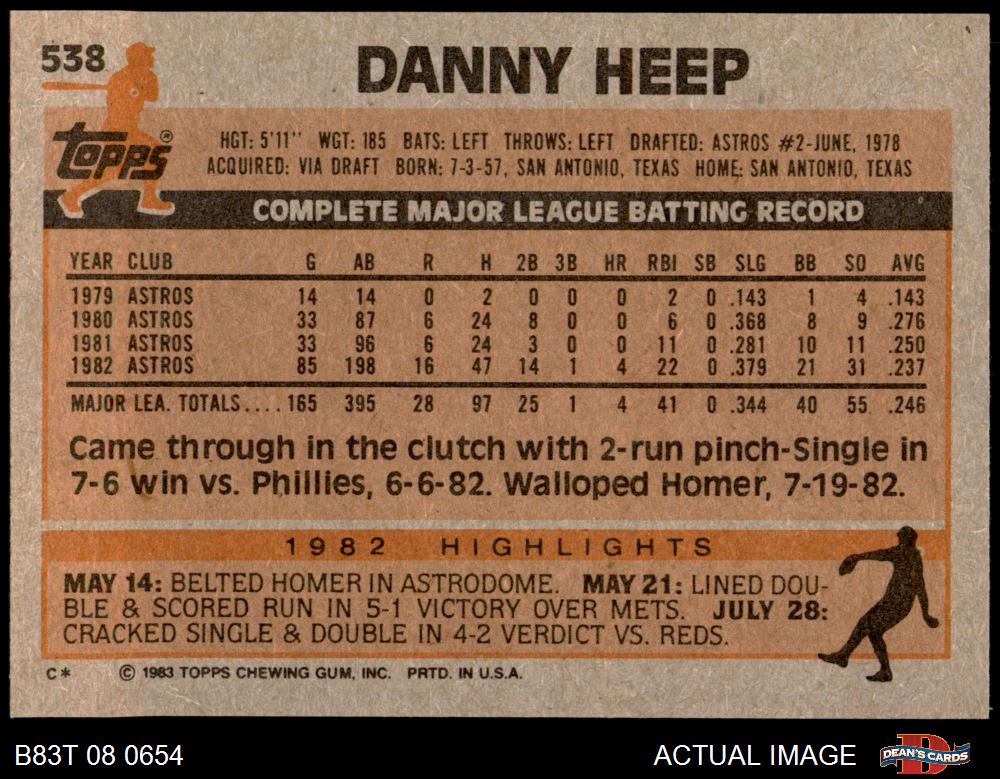 538
DANNY HEEP
topps®
HGT: 5'11" WGT: 185 BATS: LEFT THROWS: LEFT DRAFTED: ASTROS #2-JUNE, 1978
ACQUIRED: VIA DRAFT BORN: 7-3-57, SAN ANTONIO, TEXAS HOME: SAN ANTONIO, TEXAS
COMPLETE MAJOR LEAGUE BATTING RECORD
YEAR CLUB G AB R H 2B 3B HR RBI SB SLG BB SO AVG
1979 ASTROS 14 14 0 2 0 0 0 2 0 .143 1 4 .143
1980 ASTROS 33 87 6 24 8 0 0 6 0 .368 8 9 .276
1981 ASTROS 33 96 6 24 3 0 0 11 0 .281 10 11 .250
1982 ASTROS 85 198 16 47 14 1 4 22 0 .379 21 31 .237
MAJOR LEA. TOTALS.... 165 395 28 97 25 1 4 41 0 .344 40 55 .246
Came through in the clutch with 2-run pinch-Single in
7-6 win vs. Phillies, 6-6-82. Walloped Homer, 7-19-82.
1982 HIGHLIGHTS
MAY 14: BELTED HOMER IN ASTRODOME. MAY 21: LINED DOU-
BLE & SCORED RUN IN 5-1 VICTORY OVER METS. JULY 28:
CRACKED SINGLE & DOUBLE IN 4-2 VERDICT VS. REDS.
C* © 1983 TOPPS CHEWING GUM, INC. PRTD. IN U.S.A.
B83T 08 0654 ACTUAL IMAGE DEAN'S CARDS